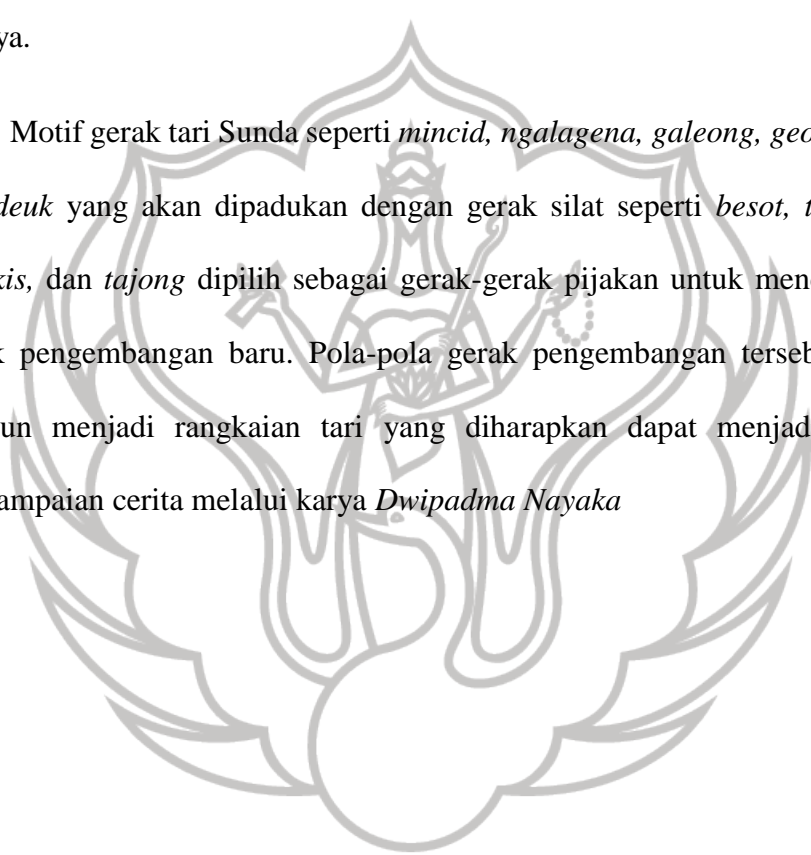 ya.
Motif gerak tari Sunda seperti mincid, ngalagena, galeong, geo
deuk yang akan dipadukan dengan gerak silat seperti besot, t
kis, dan tajong dipilih sebagai gerak-gerak pijakan untuk men
k pengembangan baru. Pola-pola gerak pengembangan terseb
un menjadi rangkaian tari yang diharapkan dapat menjad
ampaian cerita melalui karya Dwipadma Nayaka